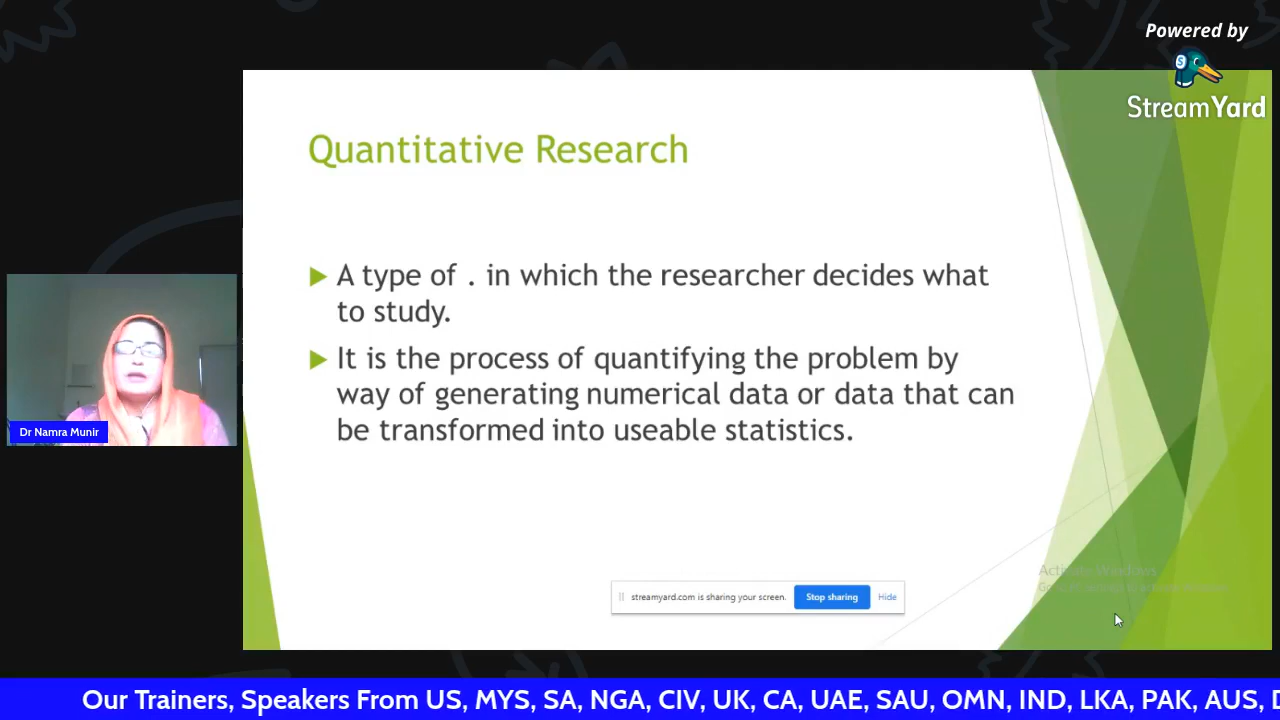 Powered by
StreamYard
Quantitative Research
A type of . in which the researcher decides what
to study.
It is the process of quantifying the problem by
way of generating numerical data or data that can
be transformed into useable statistics.
Dr Namra Munir
streamyard.com is sharing your screen. Stop sharing Hide
Activate Windows
Our Trainers, Speakers From US, MYS, SA, NGA, CIV, UK, CA, UAE, SAU, OMN, IND, LKA, PAK, AUS,